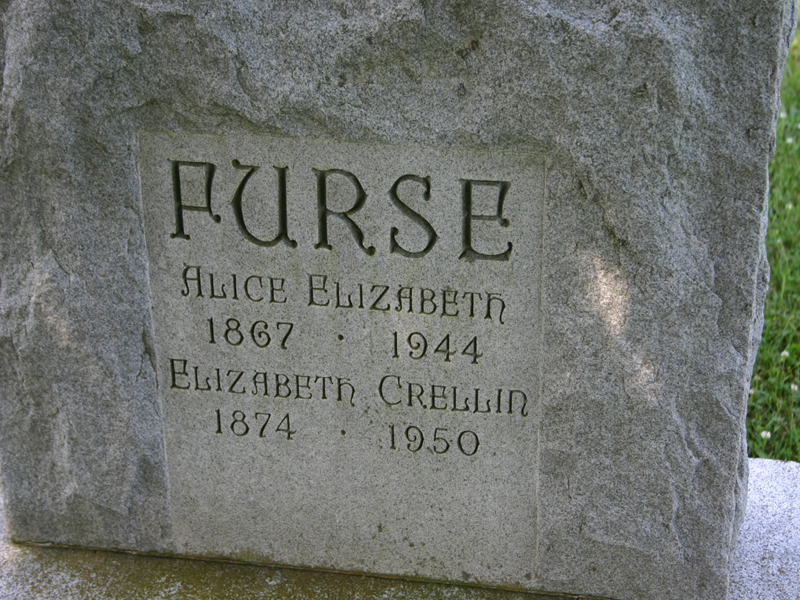 FURSE
ALICE ELIZABETH
1867 · 1944
ELIZABETH CRELLIN
1874 · 1950